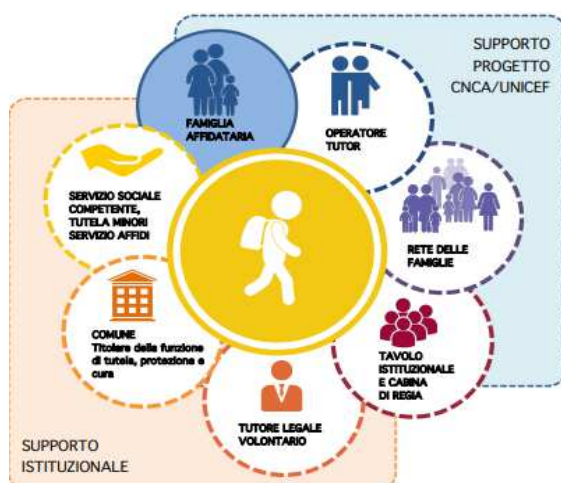 SUPPORTO
PROGETTO
CNCA/UNICEF
FAMIGLIA
AFFIDATARIA
OPERATORE
TUTOR
SERVIZIO SOCIALE
COMPETENTE,
TUTELA MINORI
SERVIZIO AFFIDI
RETE DELLE
FAMIGLIE
COMUNE
Titolare della funzione
di tutela, protezione e
cura
TAVOLO
ISTITUZIONALE
E CABINA
DI REGIA
TUTORE LEGALE
VOLONTARIO
SUPPORTO
ISTITUZIONALE